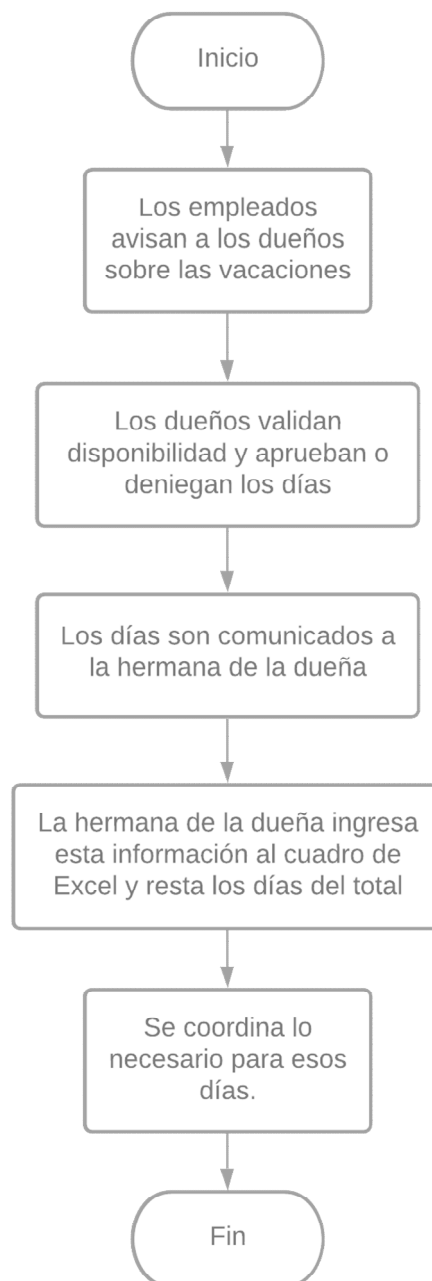 Inicio
Los empleados
avisan a los dueños
sobre las vacaciones
Los dueños validan
disponibilidad y aprueban o
deniegan los días
Los días son comunicados a
la hermana de la dueña
La hermana de la dueña ingresa
esta información al cuadro de
Excel y resta los días del total
Se coordina lo
necesario para esos
días.
Fin